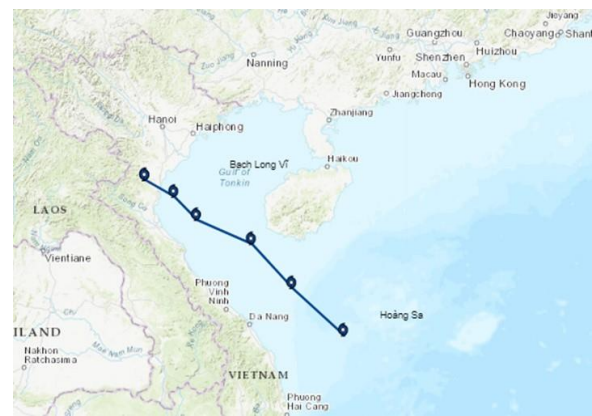 Jieyang
Guangzhou
Chaoyang
Shant
Huizhou
Nanning
Yunfu
Shenzhen
Macau
Hong Kong
Jiangcheng
Zhanjiang
Hanoi
Haiphong
Bạch Long Vĩ
Gulf of
Tonkin
Haikou
LAOS
Vientiane
Phuong
Vinh
Ninh
Da Nang
Hoàng Sa
ILAND
Nakhon
Ratchasima
VIETNAM
Phuong
Hai Cang